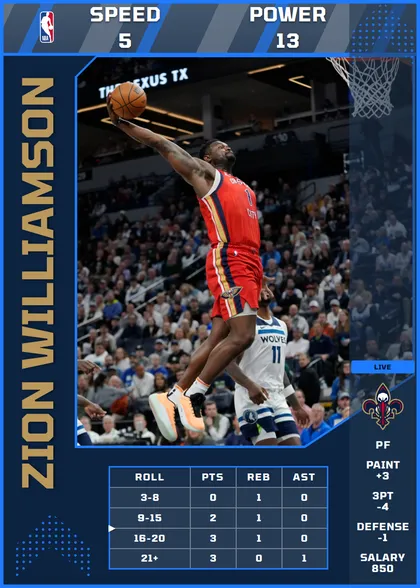 SPEED
5
POWER
13
NBA
THE LEXUS TX
ZION WILLIAMSON
WOLVES
11
LIVE
PF
PAINT
+3
3PT
-4
DEFENSE
-1
SALARY
850
ROLL PTS REB AST
3-8 0 1 0
9-15 2 1 0
16-20 3 1 0
21+ 3 0 1